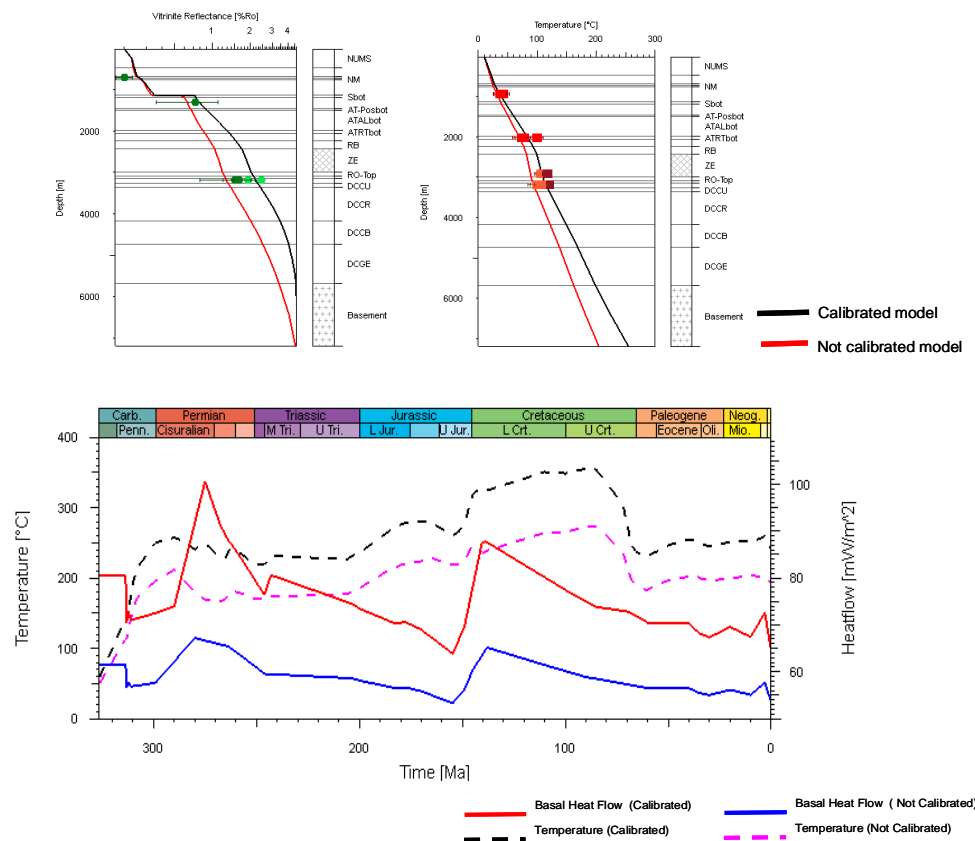 Vitrinite Reflectance [%Ro]
1 2 3 4
Depth [m]
2000
4000
6000
NUMS
NM
Sbot
AT-Posbot
ATALbot
ATRTbot
RB
ZE
RO-Top
DCCU
DCCR
DCCB
DCGE
Basement
Temperature [°C]
0 100 200 300
Depth [m]
2000
4000
6000
NUMS
NM
Sbot
AT-Posbot
ATALbot
ATRTbot
RB
ZE
RO-Top
DCCU
DCCR
DCCB
DCGE
Basement
Calibrated model
Not calibrated model
Carb. Permian Triassic Jurassic Cretaceous Paleogene Neog.
Penn. Cisuralian M Tri. U Tri. L Jur. U Jur. L Crt. U Crt. Eocene Oli. Mio.
Temperature [°C]
400
300
200
100
0
Heatflow [mW/m^2]
100
80
60
300 200 100 0
Time [Ma]
Basal Heat Flow (Calibrated)
Basal Heat Flow ( Not Calibrated)
Temperature (Calibrated)
Temperature (Not Calibrated)